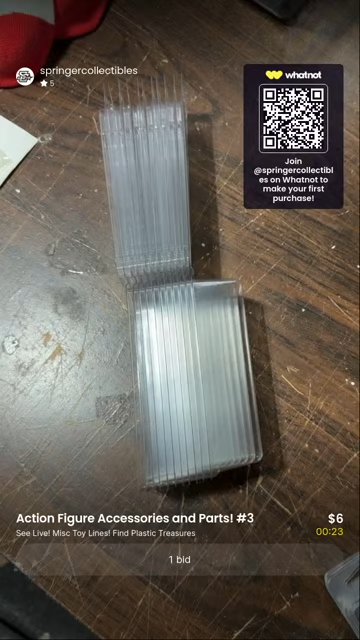 springercollectibles
★ 5
whatnot
Join
@springercollectibl
es on Whatnot to
make your first
purchase!
Action Figure Accessories and Parts! #3
$6
See Live! Misc Toy Lines! Find Plastic Treasures
00:23
1 bid